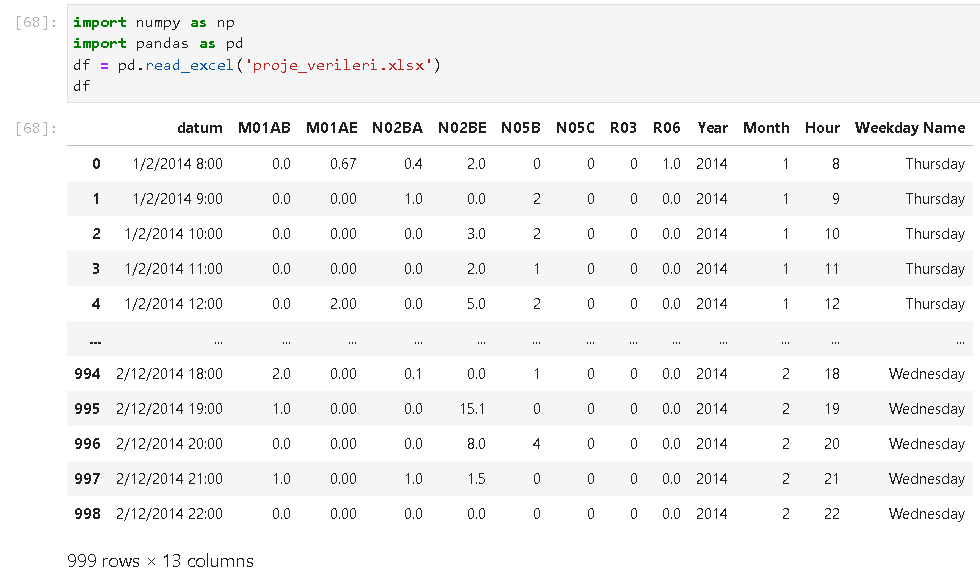 [68]: import numpy as np
import pandas as pd
df = pd.read_excel('proje_verileri.xlsx')
df
[68]: datum M01AB M01AE N02BA N02BE N05B N05C R03 R06 Year Month Hour Weekday Name
0 1/2/2014 8:00 0.0 0.67 0.4 2.0 0 0 0 1.0 2014 1 8 Thursday
1 1/2/2014 9:00 0.0 0.00 1.0 0.0 2 0 0 0.0 2014 1 9 Thursday
2 1/2/2014 10:00 0.0 0.00 0.0 3.0 2 0 0 0.0 2014 1 10 Thursday
3 1/2/2014 11:00 0.0 0.00 0.0 2.0 1 0 0 0.0 2014 1 11 Thursday
4 1/2/2014 12:00 0.0 2.00 0.0 5.0 2 0 0 0.0 2014 1 12 Thursday
... ... ... ... ... ... ... ... ... ... ... ... ... ...
994 2/12/2014 18:00 2.0 0.00 0.1 0.0 1 0 0 0.0 2014 2 18 Wednesday
995 2/12/2014 19:00 1.0 0.00 0.0 15.1 0 0 0 0.0 2014 2 19 Wednesday
996 2/12/2014 20:00 0.0 0.00 0.0 8.0 4 0 0 0.0 2014 2 20 Wednesday
997 2/12/2014 21:00 1.0 0.00 1.0 1.5 0 0 0 0.0 2014 2 21 Wednesday
998 2/12/2014 22:00 0.0 0.00 0.0 0.0 0 0 0 0.0 2014 2 22 Wednesday
999 rows × 13 columns